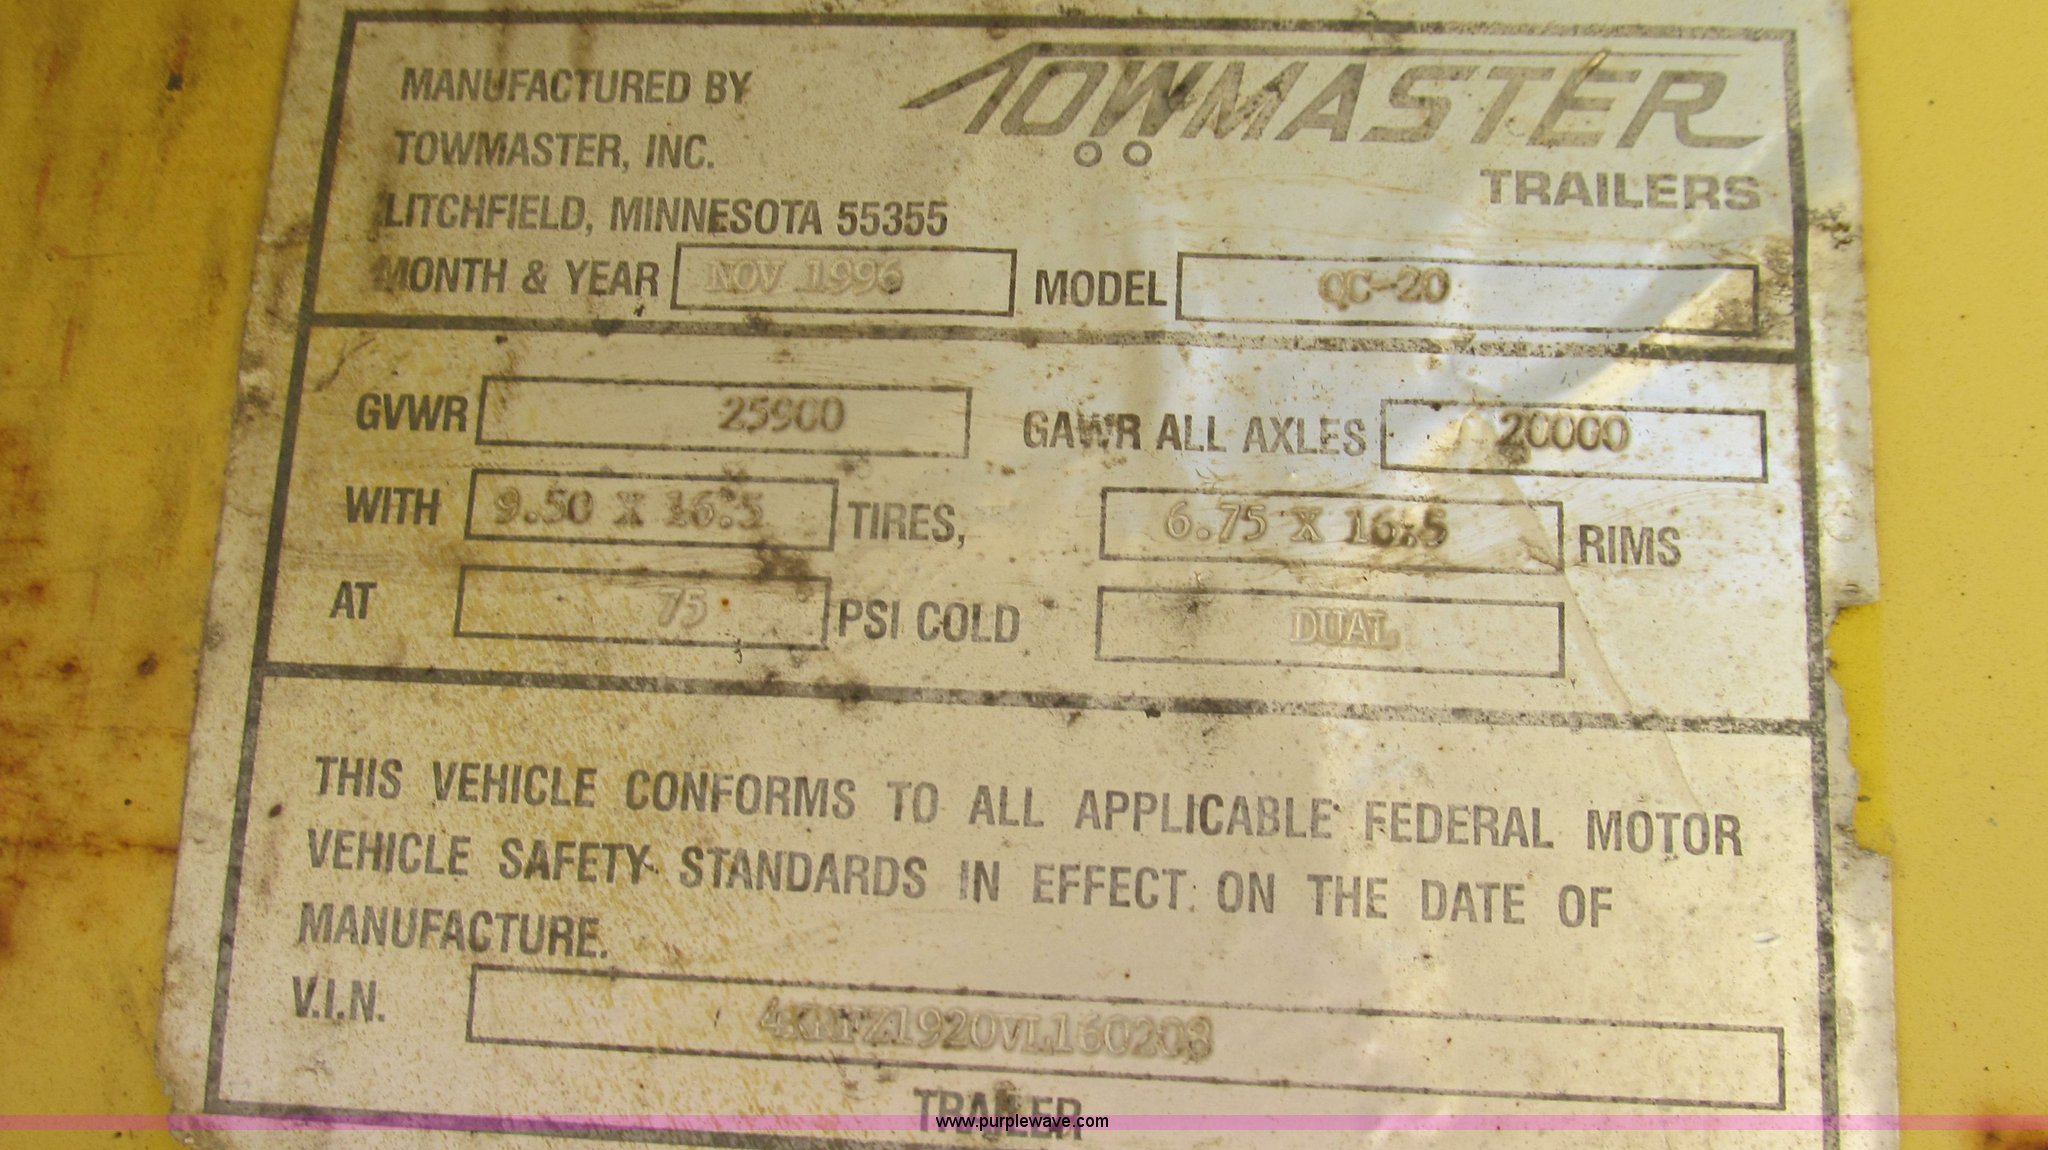 MANUFACTURED BY
TOWMASTER, INC.
LITCHFIELD, MINNESOTA 55355
TOWMASTER
TRAILERS
MONTH & YEAR NOV 1996 MODEL QC-20
GVWR 25900 GAWR ALL AXLES 20000
WITH 9.50 X 16.5 TIRES, 6.75 X 16.5 RIMS
AT 75 PSI COLD DUAL
THIS VEHICLE CONFORMS TO ALL APPLICABLE FEDERAL MOTOR
VEHICLE SAFETY STANDARDS IN EFFECT ON THE DATE OF
MANUFACTURE.
V.I.N.
TRAILER
www.purplewave.com